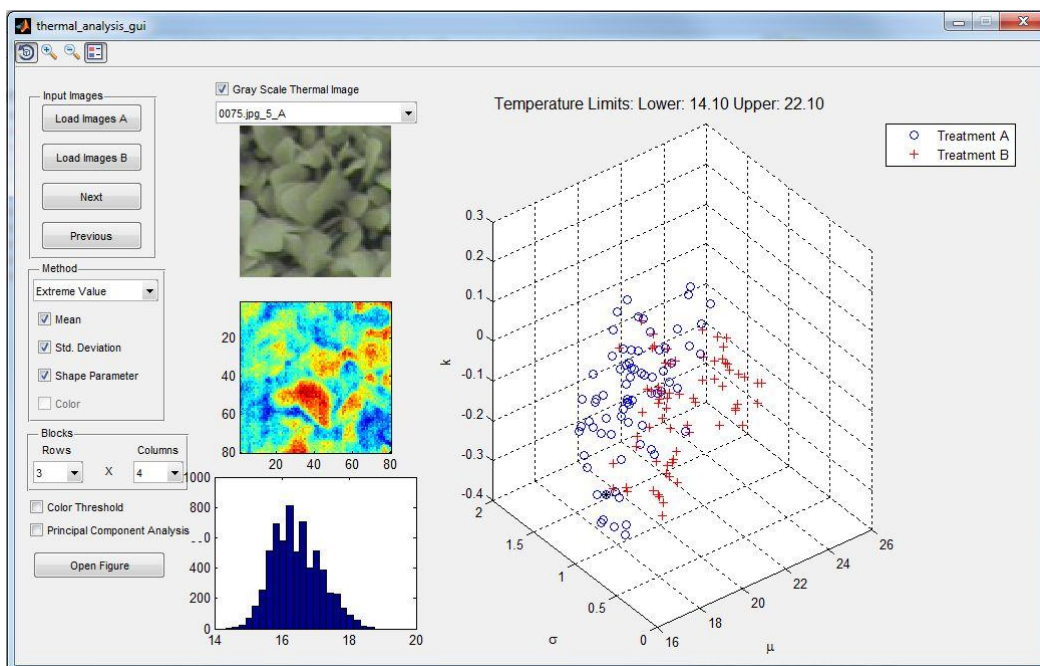 thermal_analysis_gui
Input Images
Load Images A
Load Images B
Next
Previous
Method
Extreme Value
Mean
Std. Deviation
Shape Parameter
Color
Blocks
Rows Columns
3 X 4
Color Threshold
Principal Component Analysis
Open Figure
Gray Scale Thermal Image
0075.jpg_5_A
20
40
60
80
20 40 60 80
1000
800
400
200
0
14 16 18 20
Temperature Limits: Lower: 14.10 Upper: 22.10
Treatment A
Treatment B
0.3
0.2
0.1
0
-0.1
-0.2
-0.3
-0.4
k
2
1.5
1
0.5
0
σ
16
18
20
22
24
26
μ